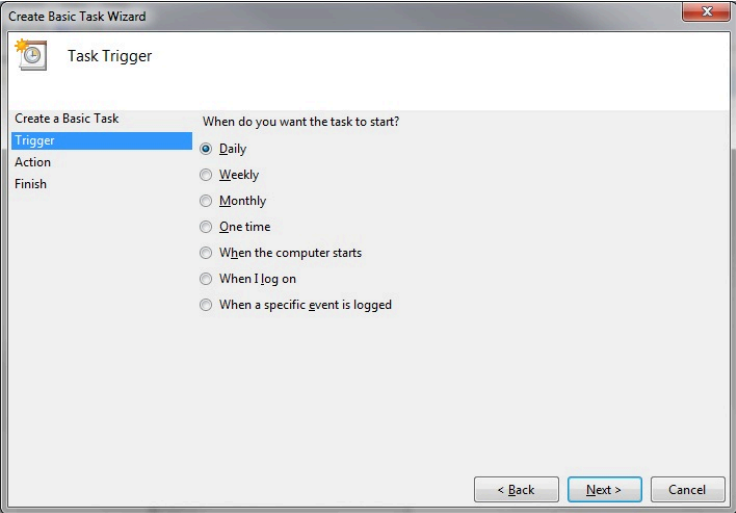 Create Basic Task Wizard
Task Trigger
Create a Basic Task
Trigger
Action
Finish
When do you want the task to start?
Daily
Weekly
Monthly
One time
When the computer starts
When I log on
When a specific event is logged
< Back
Next >
Cancel